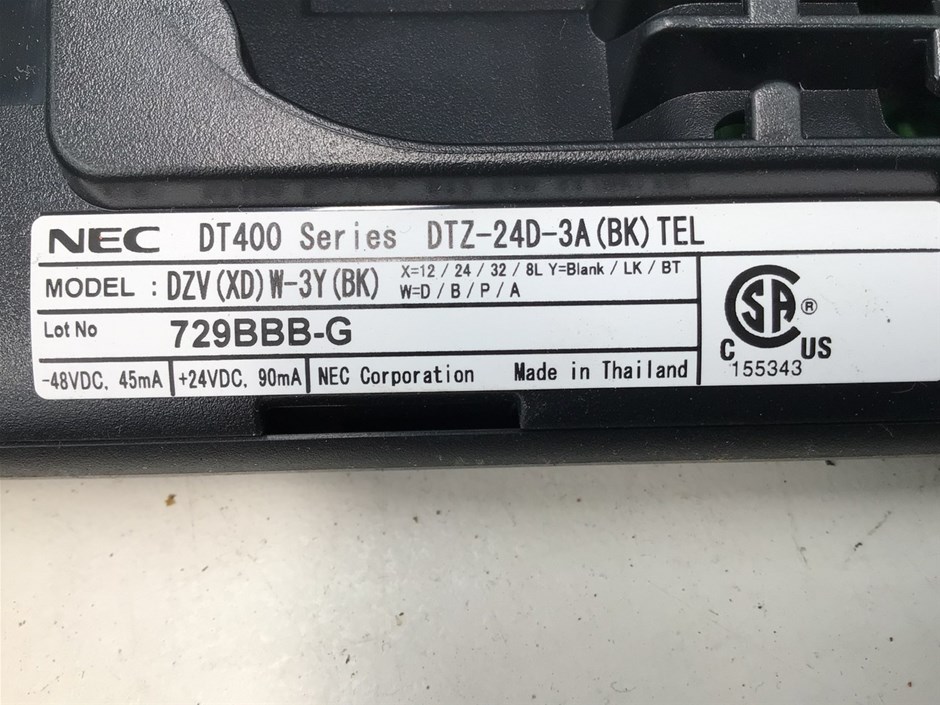 NEC DT400 Series DTZ-24D-3A(BK)TEL
MODEL : DZV(XD)W-3Y(BK) X=12 / 24 / 32 / 8L Y=Blank / LK / BT
W=D / B / P / A
Lot No 729BBB-G
-48VDC, 45mA +24VDC, 90mA NEC Corporation Made in Thailand
SA ®
C US
155343